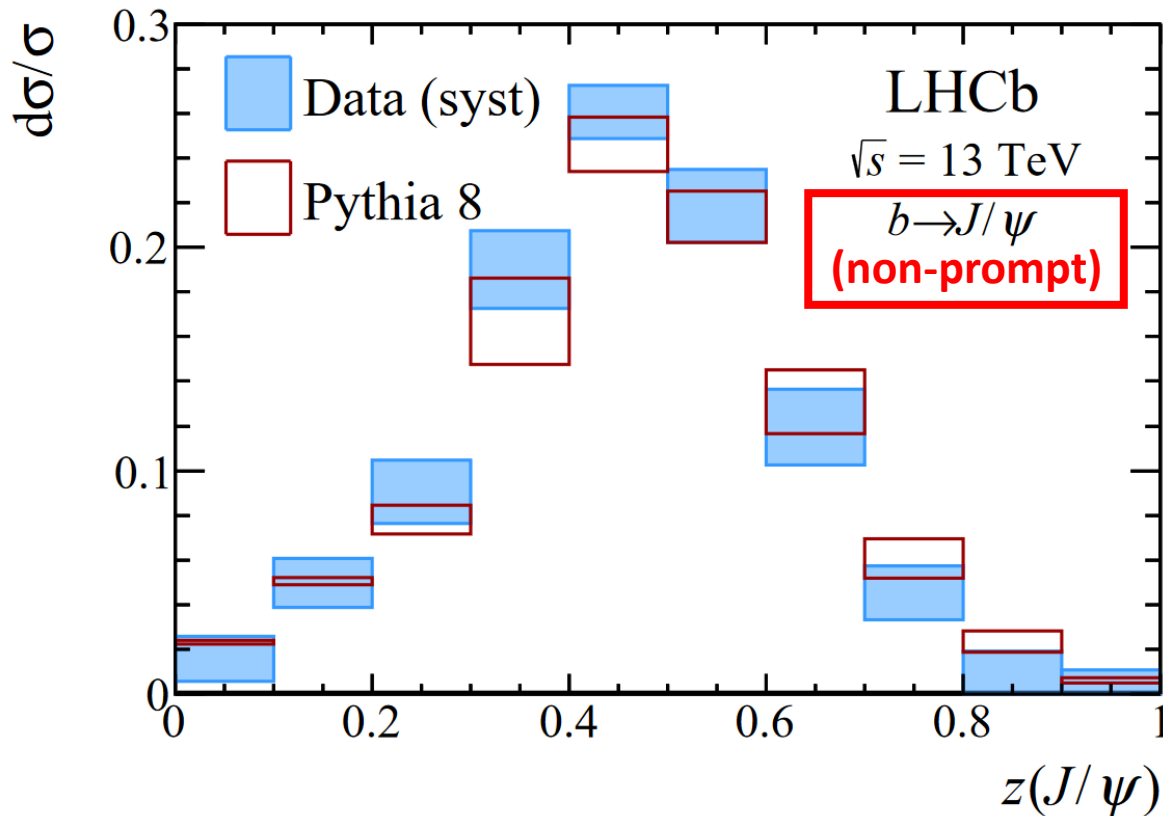 dσ/σ
0.3
0.2
0.1
0
Data (syst)
Pythia 8
LHCb
√s = 13 TeV
b→J/ψ
(non-prompt)
0 0.2 0.4 0.6 0.8 1
z(J/ψ)